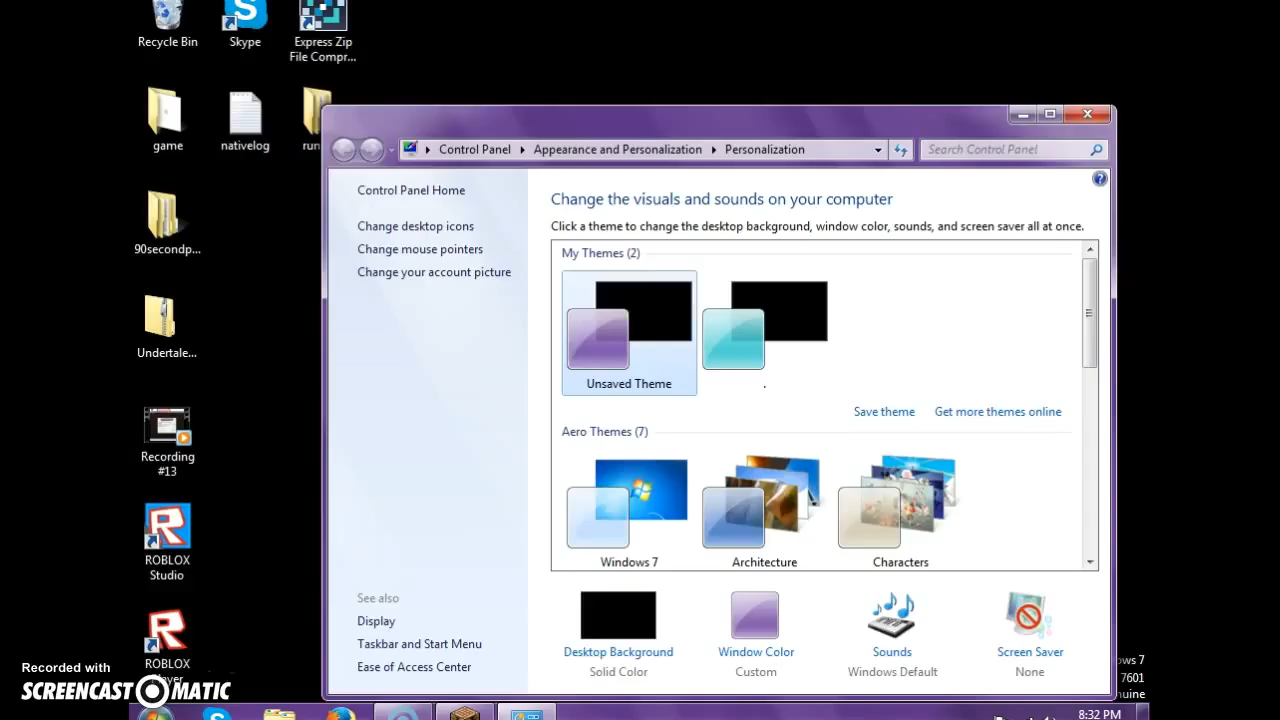 Recycle Bin
Skype
Express Zip
File Compr...
game
nativelog
run
90secondp...
Undertale...
Recording
#13
ROBLOX
Studio
ROBLOX
Control Panel
Appearance and Personalization
Personalization
Search Control Panel
Control Panel Home
Change desktop icons
Change mouse pointers
Change your account picture
See also
Display
Taskbar and Start Menu
Ease of Access Center
Change the visuals and sounds on your computer
Click a theme to change the desktop background, window color, sounds, and screen saver all at once.
My Themes (2)
Unsaved Theme
.
Save theme
Get more themes online
Aero Themes (7)
Windows 7
Architecture
Characters
Desktop Background
Solid Color
Window Color
Custom
Sounds
Windows Default
Screen Saver
None
ows 7
7601
nuine
8:32 PM
Recorded with
SCREENCAST O MATIC